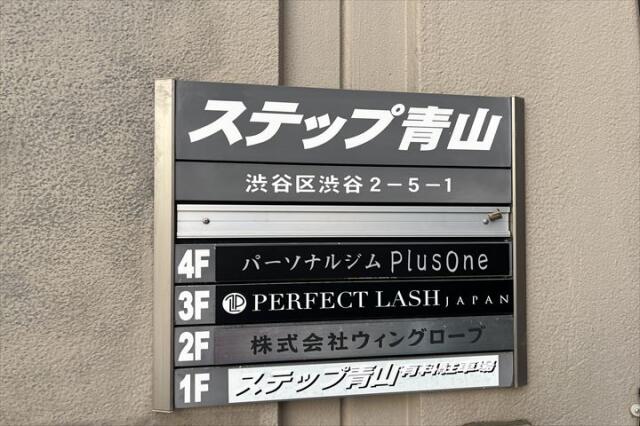 ステップ青山
渋谷区渋谷2-5-1
4F パーソナルジム PlusOne
3F PERFECT LASH JAPAN
2F 株式会社ウィングローブ
1F ステップ青山有料駐車場